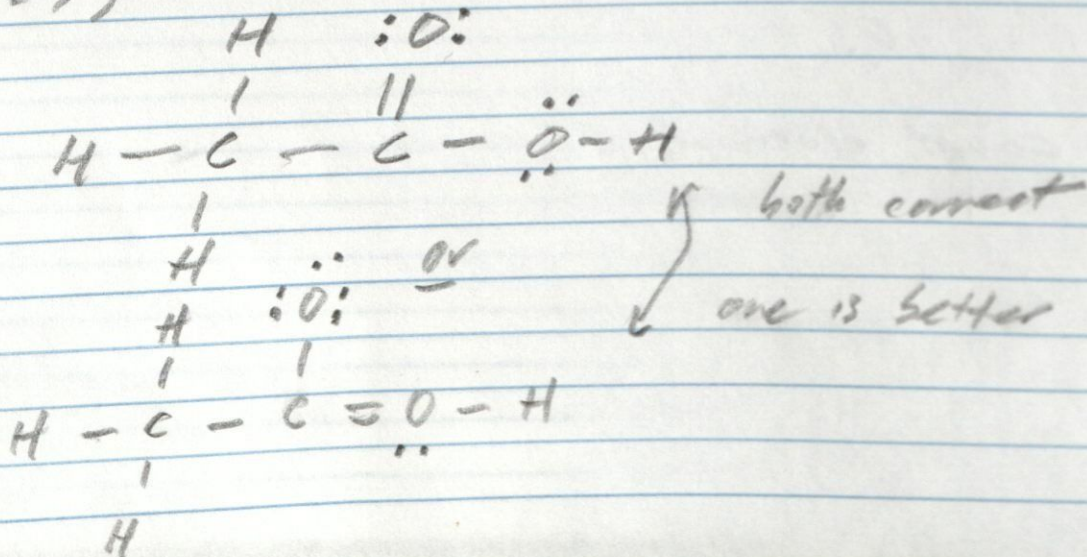 H :O:
| ||
H — C — C — Ö — H
|
H
both correct
or
:O:
H
|
|
one is better
H — C — C = O — H
|
H